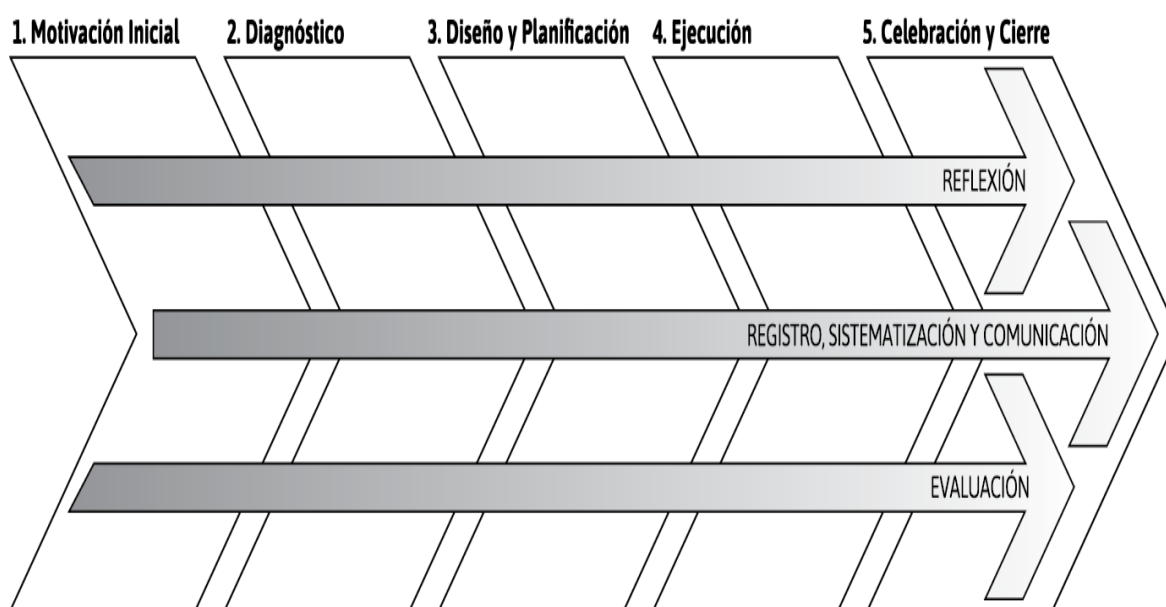 1. Motivación Inicial
2. Diagnóstico
3. Diseño y Planificación
4. Ejecución
5. Celebración y Cierre
REFLEXIÓN
REGISTRO, SISTEMATIZACIÓN Y COMUNICACIÓN
EVALUACIÓN